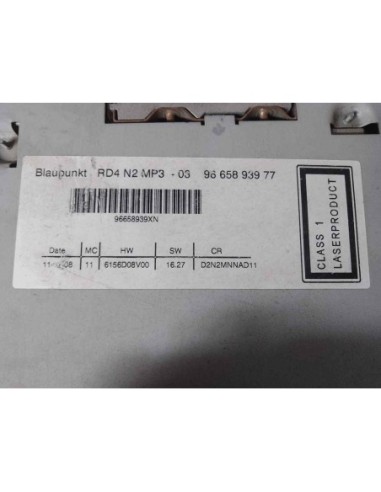 Blaupunkt RD4 N2 MP3 - 03 96 658 939 77
96658939XN
Date MC HW SW CR
11 6156D08V00 16.27 D2N2MNNAD11
CLASS 1
LASERPRODUCT